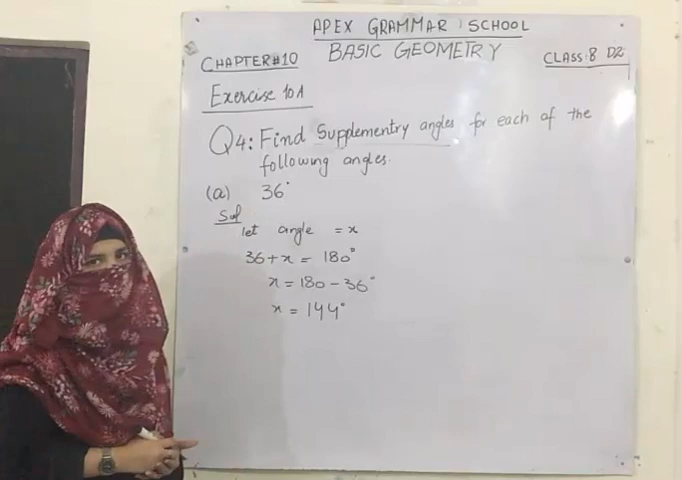 APEX GRAMMAR SCHOOL
BASIC GEOMETRY
CHAPTER#10
CLASS:8 D2
Exercise 10A
Q4: Find Supplementry angles for each of the
following angles.
(a) 36°
Sol
let angle = x
36+x = 180°
x = 180 - 36°
x = 144°